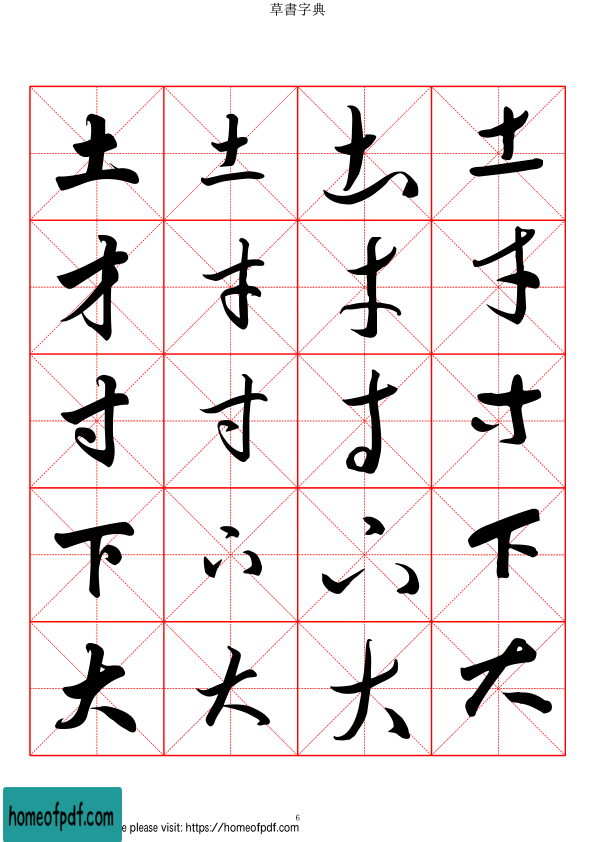 草書字典
土 土 土 土
才 才 才 才
寸 寸 寸 寸
下 下 下 下
大 大 大 大
6
homeofpdf.com
e please visit: https://homeofpdf.com